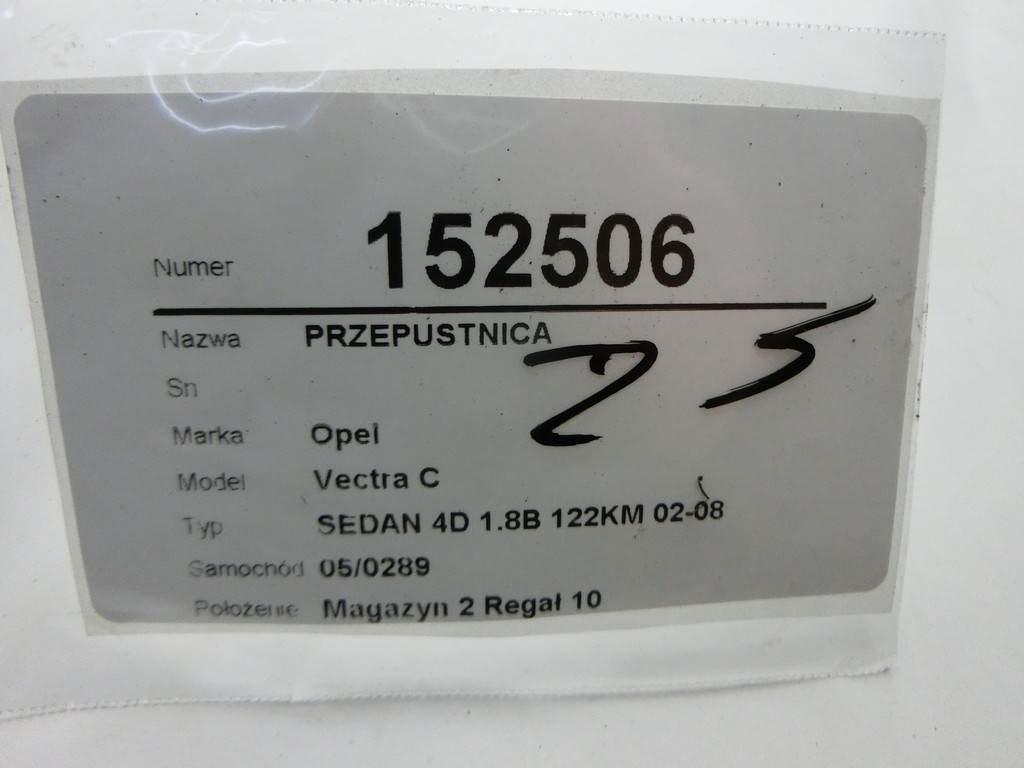 Numer 152506
Nazwa PRZEPUSTNICA
25
Sn
Marka Opel
Model Vectra C
Typ SEDAN 4D 1.8B 122KM 02-08
Samochód 05/0289
Położenie Magazyn 2 Regał 10